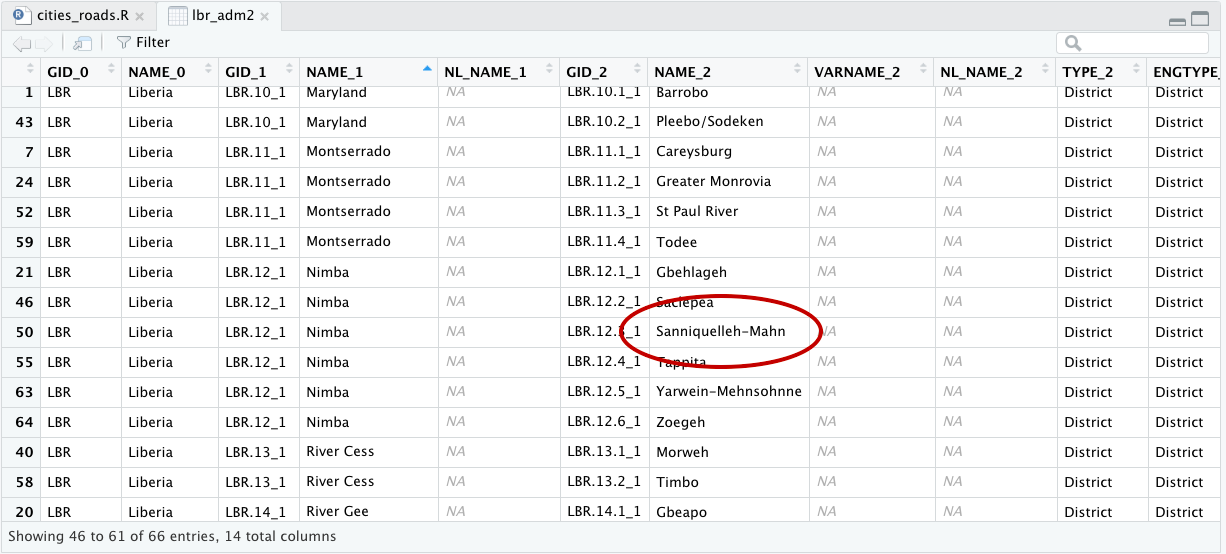 cities_roads.R lbr_adm2
Filter
GID_0 NAME_0 GID_1 NAME_1 NL_NAME_1 GID_2 NAME_2 VARNAME_2 NL_NAME_2 TYPE_2 ENGTYPE_
1 LBR Liberia LBR.10_1 Maryland NA LBR.10.1_1 Barrobo NA NA District District
43 LBR Liberia LBR.10_1 Maryland NA LBR.10.2_1 Pleebo/Sodeken NA NA District District
7 LBR Liberia LBR.11_1 Montserrado NA LBR.11.1_1 Careysburg NA NA District District
24 LBR Liberia LBR.11_1 Montserrado NA LBR.11.2_1 Greater Monrovia NA NA District District
52 LBR Liberia LBR.11_1 Montserrado NA LBR.11.3_1 St Paul River NA NA District District
59 LBR Liberia LBR.11_1 Montserrado NA LBR.11.4_1 Todee NA NA District District
21 LBR Liberia LBR.12_1 Nimba NA LBR.12.1_1 Gbehlageh NA NA District District
46 LBR Liberia LBR.12_1 Nimba NA LBR.12.2_1 Saclepea NA NA District District
50 LBR Liberia LBR.12_1 Nimba NA LBR.12.3_1 Sanniquelleh-Mahn NA NA District District
55 LBR Liberia LBR.12_1 Nimba NA LBR.12.4_1 Tappita NA NA District District
63 LBR Liberia LBR.12_1 Nimba NA LBR.12.5_1 Yarwein-Mehnsohnne NA NA District District
64 LBR Liberia LBR.12_1 Nimba NA LBR.12.6_1 Zoegeh NA NA District District
40 LBR Liberia LBR.13_1 River Cess NA LBR.13.1_1 Morweh NA NA District District
58 LBR Liberia LBR.13_1 River Cess NA LBR.13.2_1 Timbo NA NA District District
20 LBR Liberia LBR.14_1 River Gee NA LBR.14.1_1 Gbeapo NA NA District District
Showing 46 to 61 of 66 entries, 14 total columns